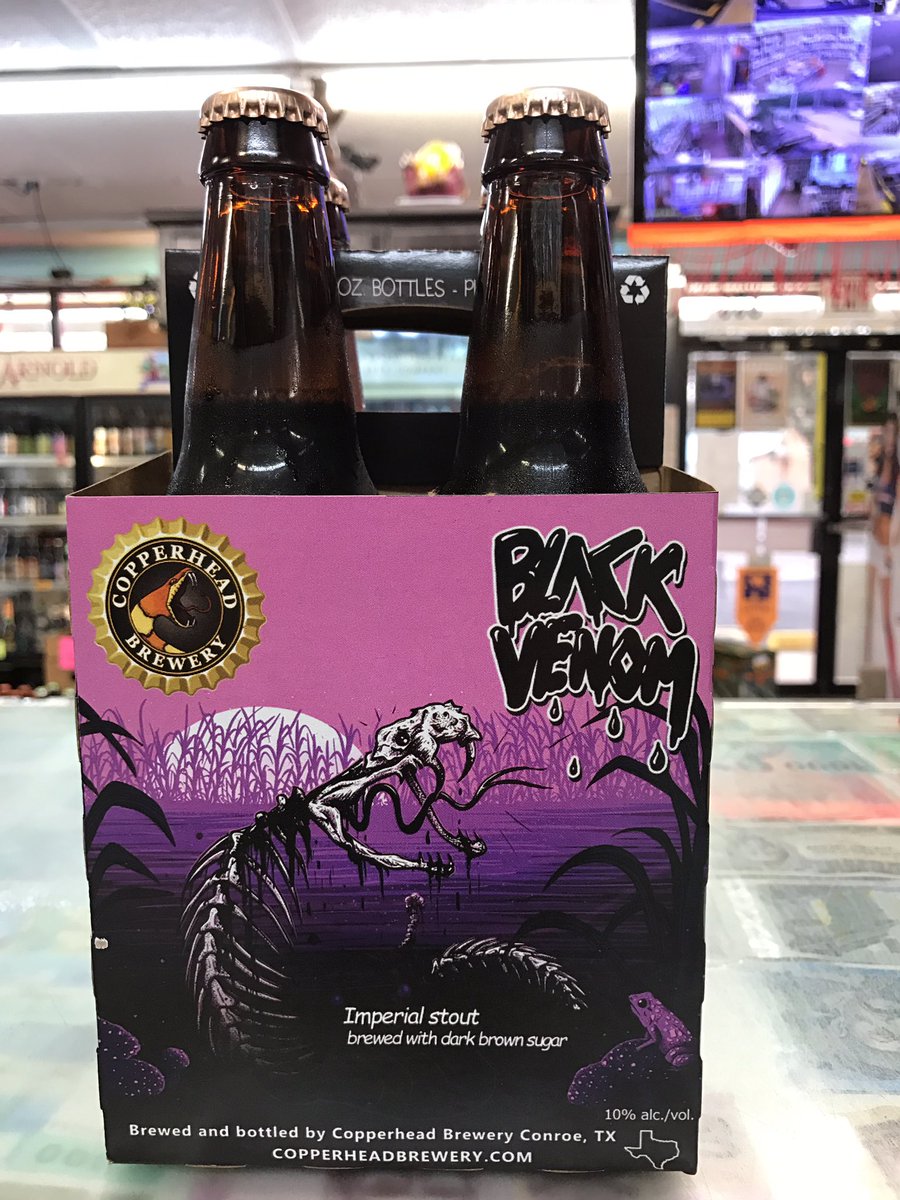 OZ. BOTTLES - P
ARNOLD
COPPERHEAD
BREWERY
BLACK
VENOM
Imperial stout
brewed with dark brown sugar
10% alc./vol.
Brewed and bottled by Copperhead Brewery Conroe, TX
COPPERHEADBREWERY.COM